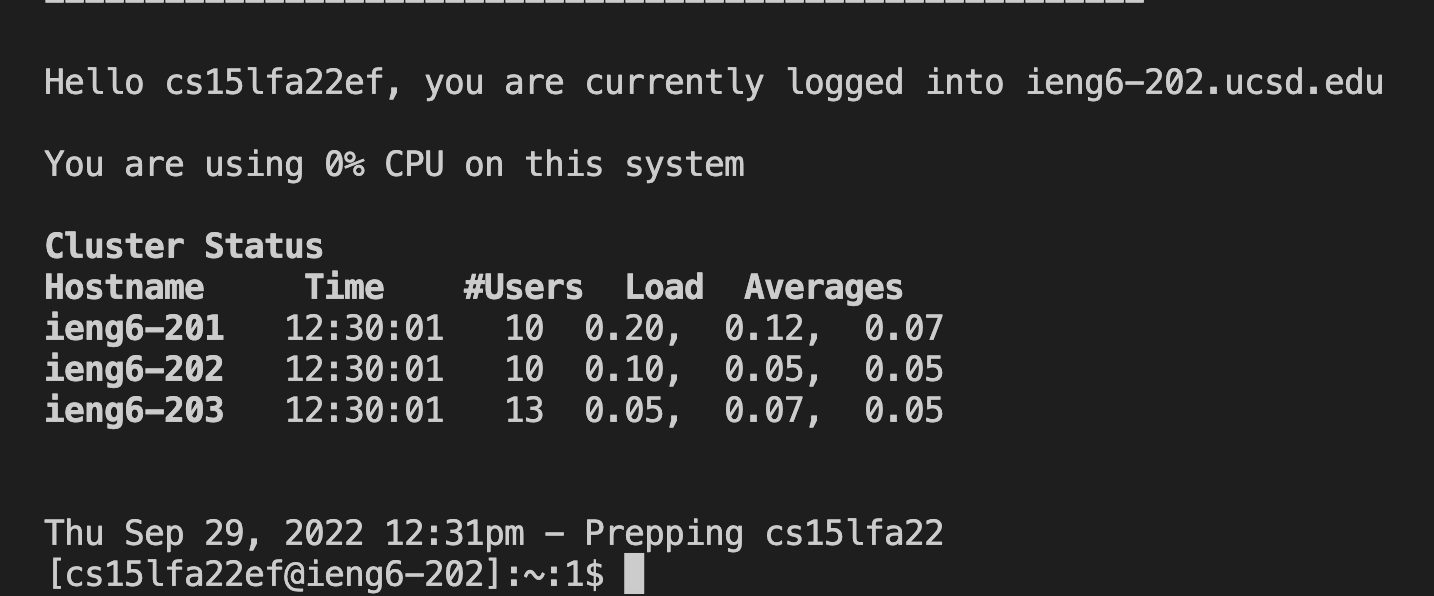 Hello cs15lfa22ef, you are currently logged into ieng6-202.ucsd.edu
You are using 0% CPU on this system
Cluster Status
Hostname     Time    #Users  Load  Averages
ieng6-201   12:30:01   10  0.20,  0.12,  0.07
ieng6-202   12:30:01   10  0.10,  0.05,  0.05
ieng6-203   12:30:01   13  0.05,  0.07,  0.05
Thu Sep 29, 2022 12:31pm - Prepping cs15lfa22
[cs15lfa22ef@ieng6-202]:~:1$